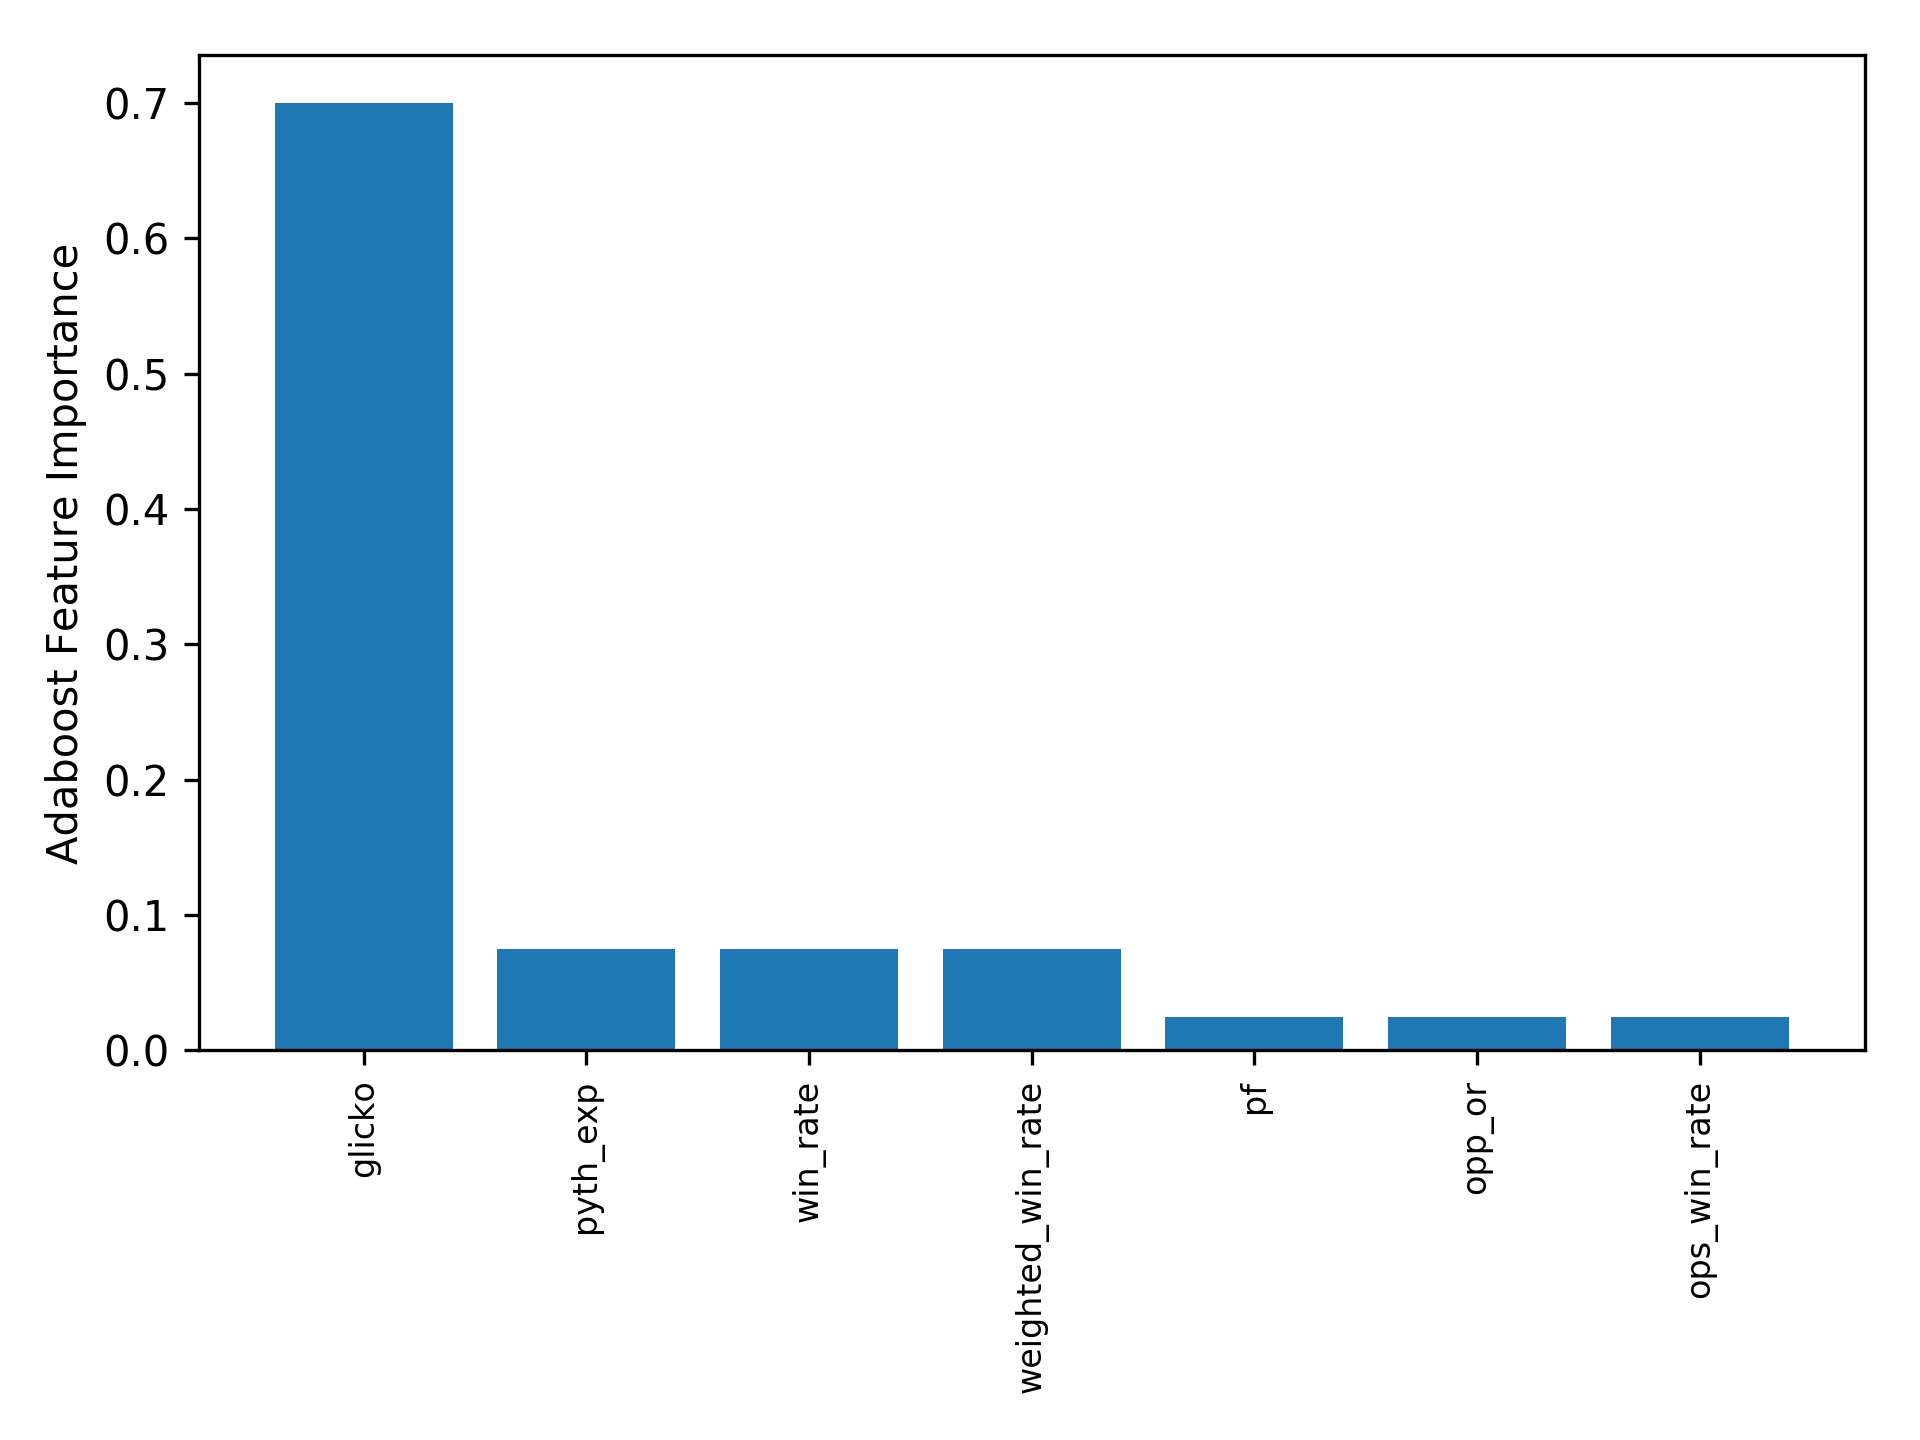 Adaboost Feature Importance
0.7
0.6
0.5
0.4
0.3
0.2
0.1
0.0
glicko
pyth_exp
win_rate
weighted_win_rate
pf
opp_or
ops_win_rate